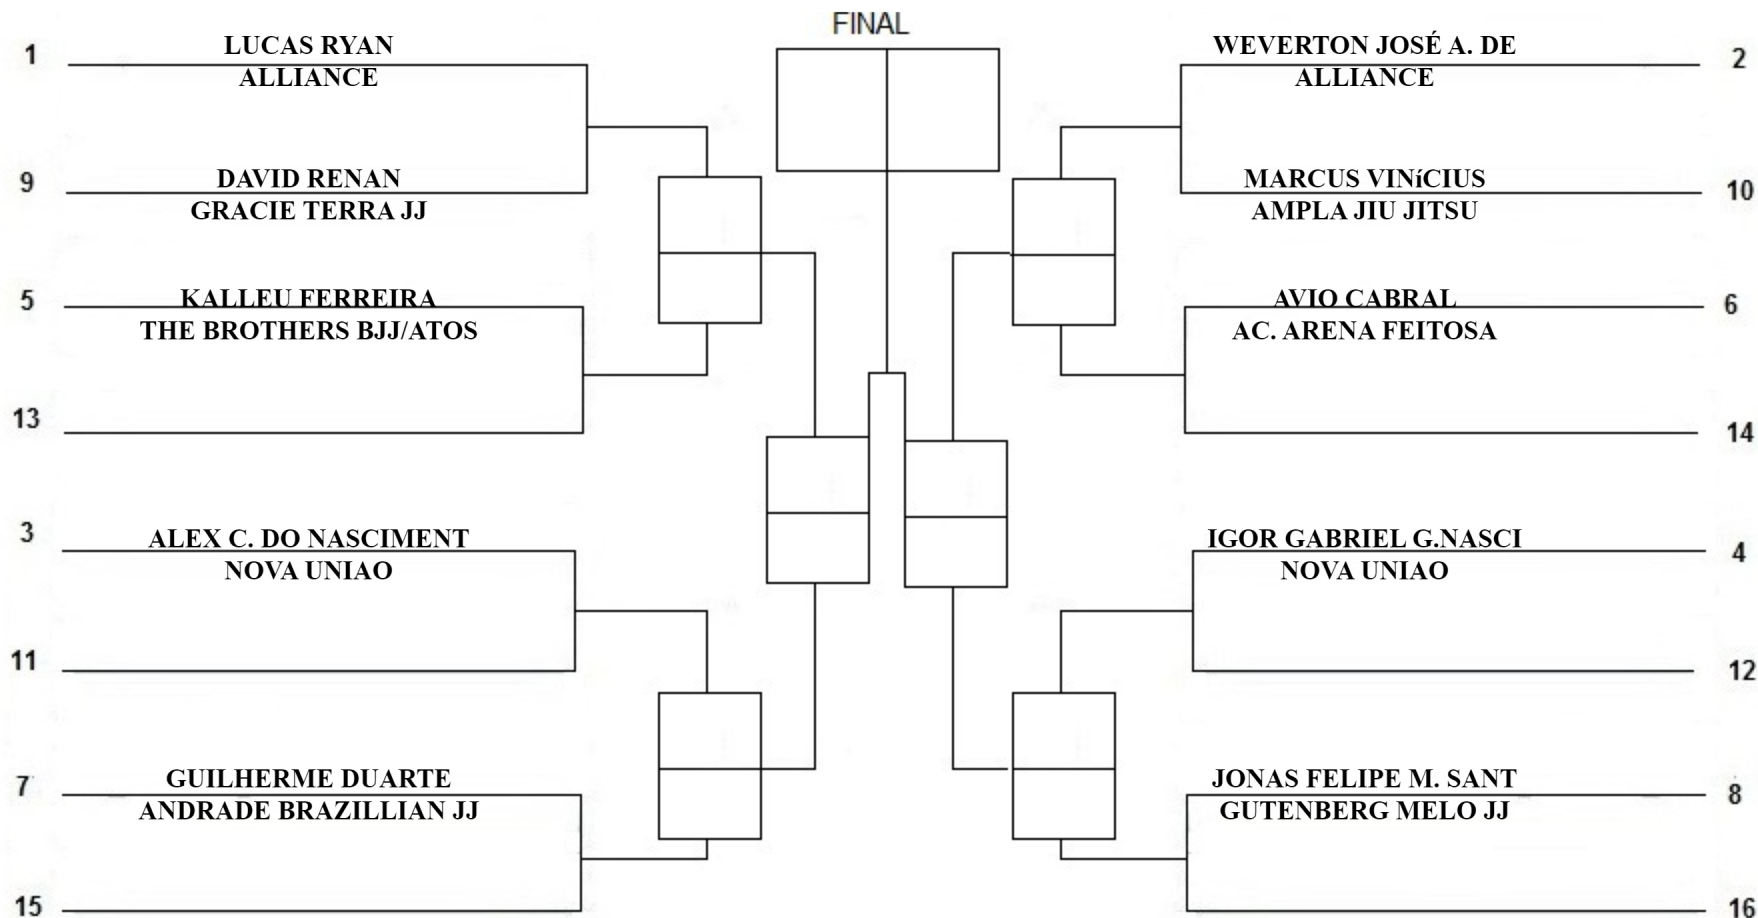 FINAL
1
LUCAS RYAN
ALLIANCE
9
DAVID RENAN
GRACIE TERRA JJ
5
KALLEU FERREIRA
THE BROTHERS BJJ/ATOS
13
3
ALEX C. DO NASCIMENT
NOVA UNIAO
11
7
GUILHERME DUARTE
ANDRADE BRAZILLIAN JJ
15
WEVERTON JOSÉ A. DE
ALLIANCE
2
MARCUS VINíCIUS
AMPLA JIU JITSU
10
AVIO CABRAL
AC. ARENA FEITOSA
6
14
IGOR GABRIEL G.NASCI
NOVA UNIAO
4
12
JONAS FELIPE M. SANT
GUTENBERG MELO JJ
8
16